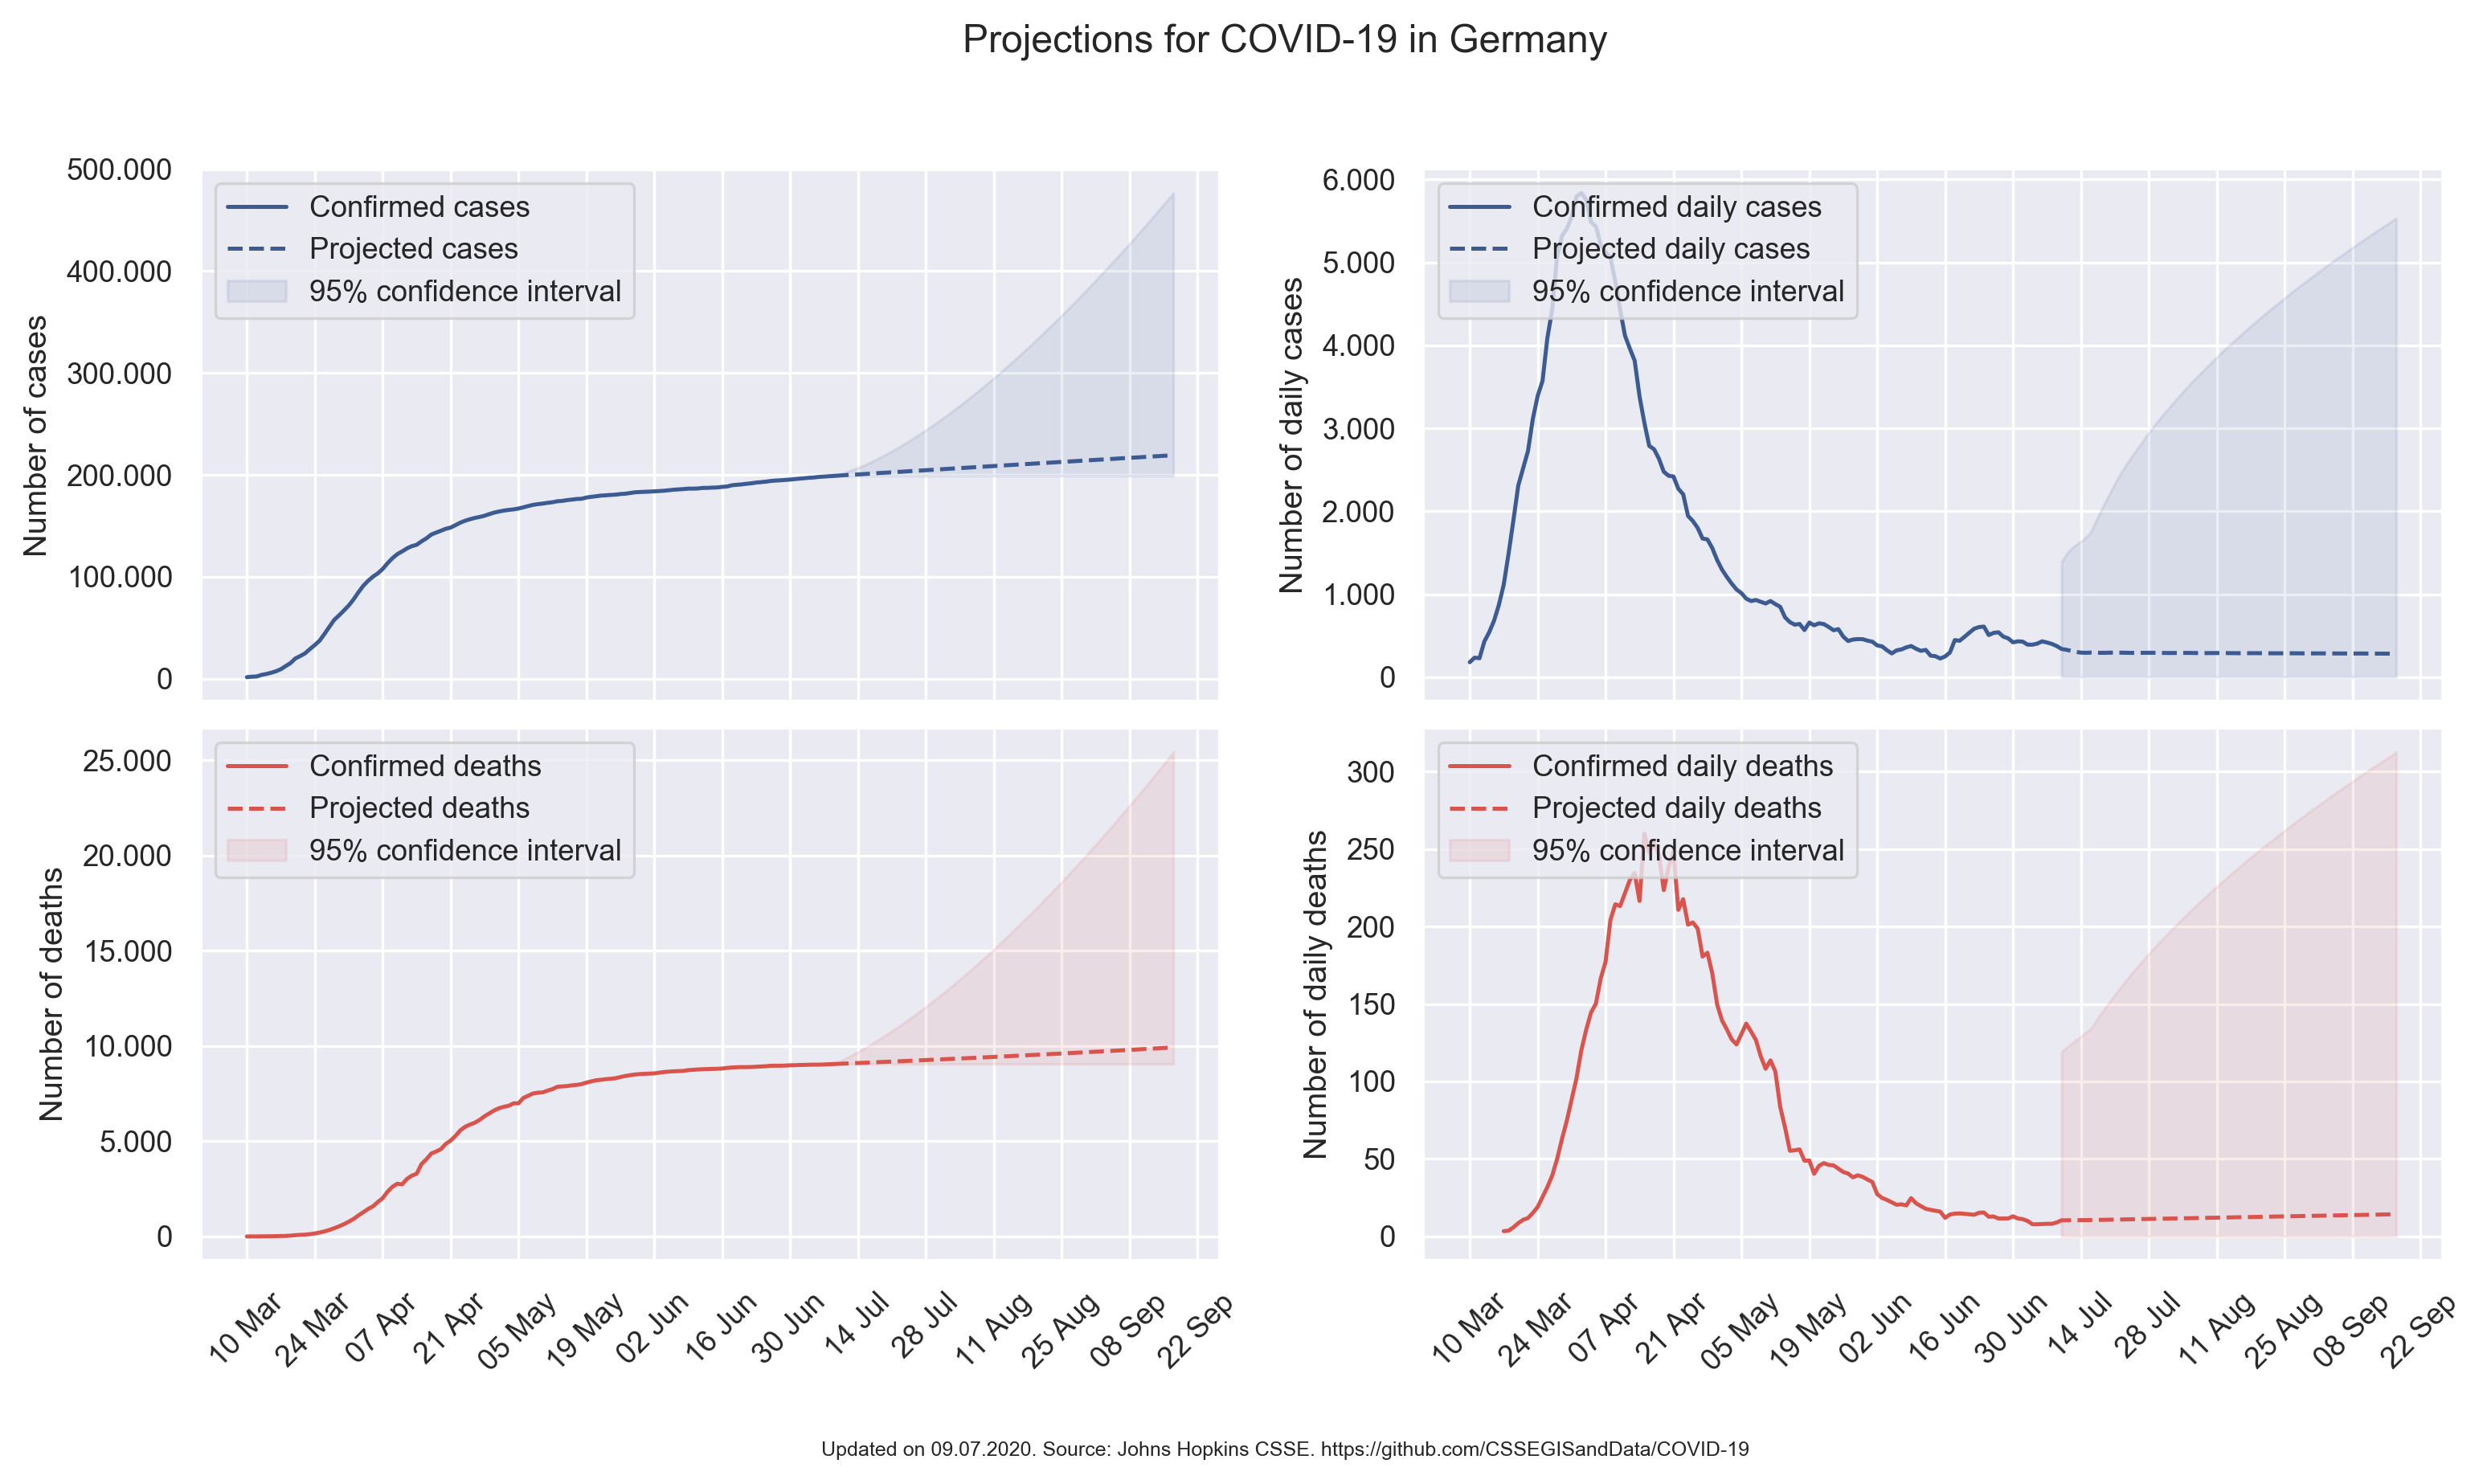 Projections for COVID-19 in Germany
500.000
400.000
300.000
200.000
100.000
0
Number of cases
Confirmed cases
Projected cases
95% confidence interval
6.000
5.000
4.000
3.000
2.000
1.000
0
Number of daily cases
Confirmed daily cases
Projected daily cases
95% confidence interval
25.000
20.000
15.000
10.000
5.000
0
Number of deaths
Confirmed deaths
Projected deaths
95% confidence interval
10 Mar
24 Mar
07 Apr
21 Apr
05 May
19 May
02 Jun
16 Jun
30 Jun
14 Jul
28 Jul
11 Aug
25 Aug
08 Sep
22 Sep
300
250
200
150
100
50
0
Number of daily deaths
Confirmed daily deaths
Projected daily deaths
95% confidence interval
10 Mar
24 Mar
07 Apr
21 Apr
05 May
19 May
02 Jun
16 Jun
30 Jun
14 Jul
28 Jul
11 Aug
25 Aug
08 Sep
22 Sep
Updated on 09.07.2020. Source: Johns Hopkins CSSE. https://github.com/CSSEGISandData/COVID-19